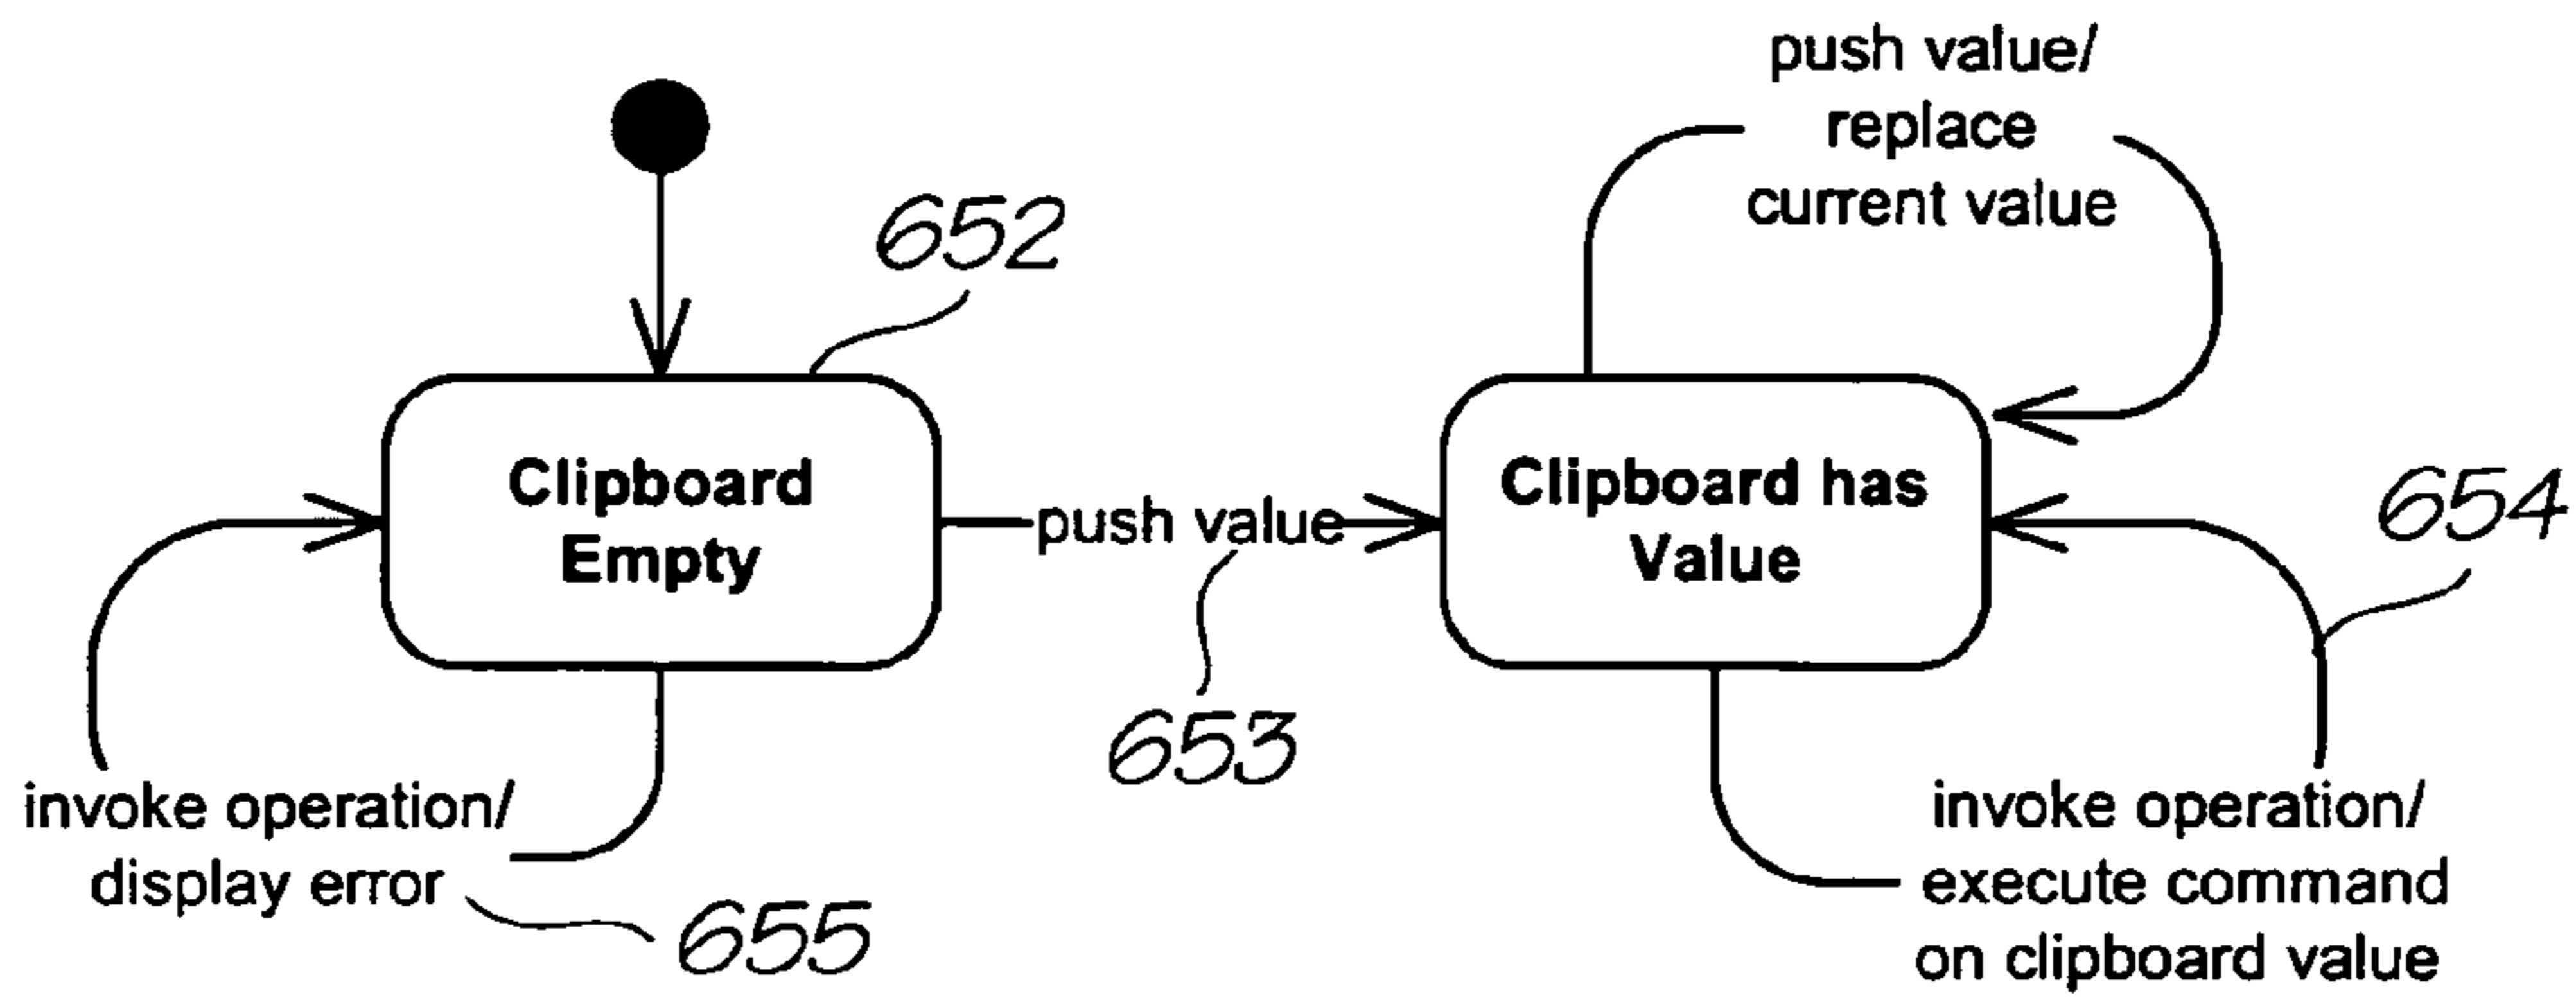 push value/
replace
current value
652
Clipboard
Empty
push value
653
Clipboard has
Value
654
invoke operation/
display error
655
invoke operation/
execute command
on clipboard value